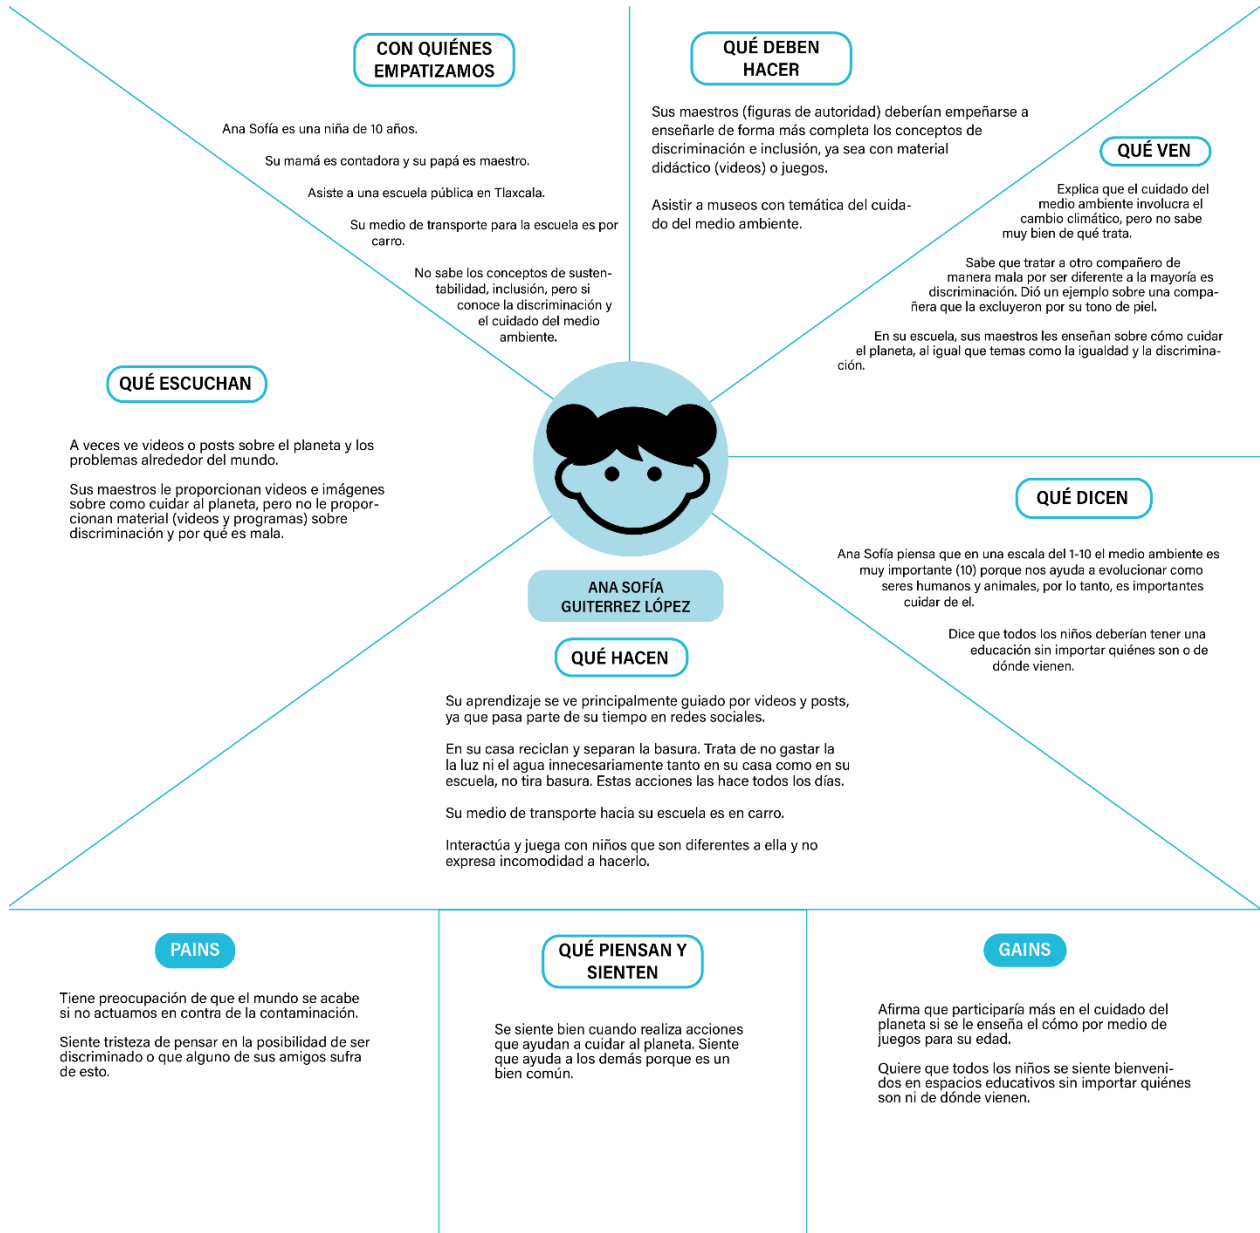 CON QUIÉNES
EMPATIZAMOS
Ana Sofía es una niña de 10 años.
Su mamá es contadora y su papá es maestro.
Asiste a una escuela pública en Tlaxcala.
Su medio de transporte para la escuela es por
carro.
No sabe los conceptos de susten-
tabilidad, inclusión, pero si
conoce la discriminación y
el cuidado del medio
ambiente.
QUÉ DEBEN
HACER
Sus maestros (figuras de autoridad) deberían empeñarse a
enseñarle de forma más completa los conceptos de
discriminación e inclusión, ya sea con material
didáctico (videos) o juegos.
Asistir a museos con temática del cuida-
do del medio ambiente.
QUÉ VEN
Explica que el cuidado del
medio ambiente involucra el
cambio climático, pero no sabe
muy bien de qué trata.
Sabe que tratar a otro compañero de
manera mala por ser diferente a la mayoría es
discriminación. Dió un ejemplo sobre una compa-
ñera que la excluyeron por su tono de piel.
En su escuela, sus maestros les enseñan sobre cómo cuidar
el planeta, al igual que temas como la igualdad y la discrimina-
ción.
QUÉ ESCUCHAN
A veces ve videos o posts sobre el planeta y los
problemas alrededor del mundo.
Sus maestros le proporcionan videos e imágenes
sobre como cuidar al planeta, pero no le propor-
cionan material (videos y programas) sobre
discriminación y por qué es mala.
QUÉ DICEN
Ana Sofía piensa que en una escala del 1-10 el medio ambiente es
muy importante (10) porque nos ayuda a evolucionar como
seres humanos y animales, por lo tanto, es importantes
cuidar de el.
Dice que todos los niños deberían tener una
educación sin importar quiénes son o de
dónde vienen.
ANA SOFÍA
GUITERREZ LÓPEZ
QUÉ HACEN
Su aprendizaje se ve principalmente guiado por videos y posts,
ya que pasa parte de su tiempo en redes sociales.
En su casa reciclan y separan la basura. Trata de no gastar la
la luz ni el agua innecesariamente tanto en su casa como en su
escuela, no tira basura. Estas acciones las hace todos los días.
Su medio de transporte hacia su escuela es en carro.
Interactúa y juega con niños que son diferentes a ella y no
expresa incomodidad a hacerlo.
PAINS
Tiene preocupación de que el mundo se acabe
si no actuamos en contra de la contaminación.
Siente tristeza de pensar en la posibilidad de ser
discriminado o que alguno de sus amigos sufra
de esto.
QUÉ PIENSAN Y
SIENTEN
Se siente bien cuando realiza acciones
que ayudan a cuidar al planeta. Siente
que ayuda a los demás porque es un
bien común.
GAINS
Afirma que participaría más en el cuidado del
planeta si se le enseña el cómo por medio de
juegos para su edad.
Quiere que todos los niños se siente bienveni-
dos en espacios educativos sin importar quiénes
son ni de dónde vienen.